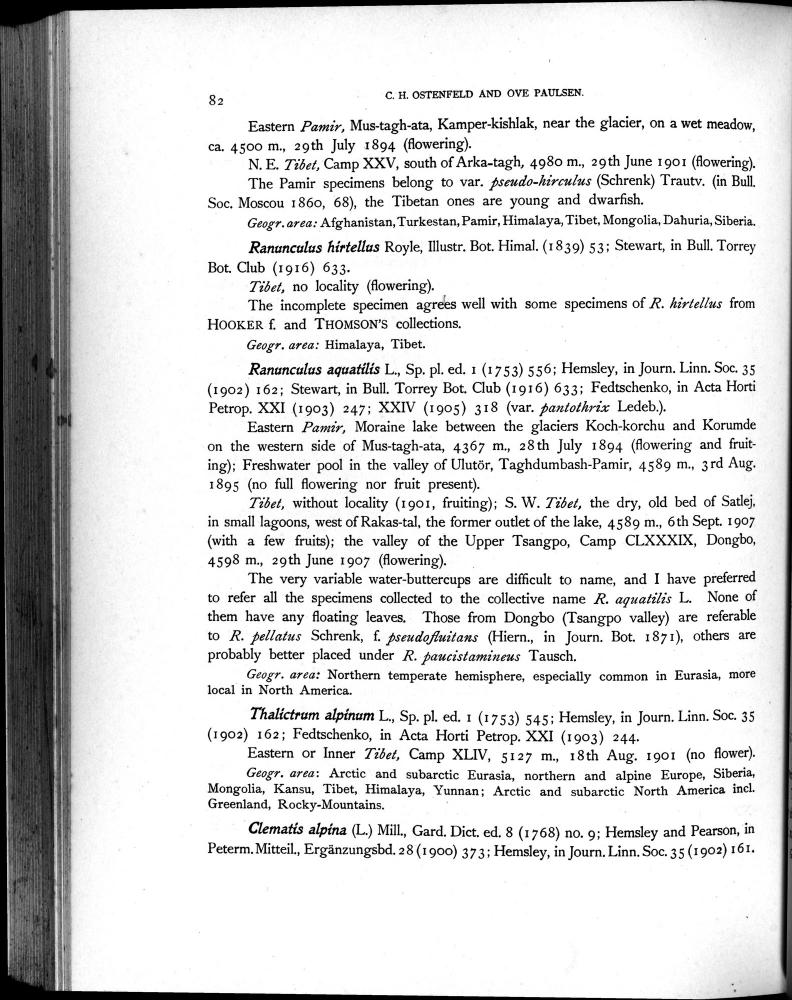 82
C. H. OSTENFELD AND OVE PAULSEN.
Eastern Pamir, Mus-tagh-ata, Kamper-kishlak, near the glacier, on a wet meadow,
ca. 4500 m., 29th July 1894 (flowering).
N. E. Tibet, Camp XXV, south of Arka-tagh, 4980 m., 29th June 1901 (flowering).
The Pamir specimens belong to var. pseudo-hirculus (Schrenk) Trautv. (in Bull.
Soc. Moscou 1860, 68), the Tibetan ones are young and dwarfish.
Geogr. area: Afghanistan, Turkestan, Pamir, Himalaya, Tibet, Mongolia, Dahuria, Siberia.
Ranunculus hirtellus Royle, Illustr. Bot. Himal. (1839) 53; Stewart, in Bull. Torrey
Bot. Club (1916) 633.
Tibet, no locality (flowering).
The incomplete specimen agrees well with some specimens of R. hirtellus from
HOOKER f. and THOMSON'S collections.
Geogr. area: Himalaya, Tibet.
Ranunculus aquatilis L., Sp. pl. ed. 1 (1753) 556; Hemsley, in Journ. Linn. Soc. 35
(1902) 162; Stewart, in Bull. Torrey Bot. Club (1916) 633; Fedtschenko, in Acta Horti
Petrop. XXI (1903) 247; XXIV (1905) 318 (var. pantothrix Ledeb.).
Eastern Pamir, Moraine lake between the glaciers Koch-korchu and Korumde
on the western side of Mus-tagh-ata, 4367 m., 28th July 1894 (flowering and fruit-
ing); Freshwater pool in the valley of Ulutör, Taghdumbash-Pamir, 4589 m., 3rd Aug.
1895 (no full flowering nor fruit present).
Tibet, without locality (1901, fruiting); S. W. Tibet, the dry, old bed of Satlej,
in small lagoons, west of Rakas-tal, the former outlet of the lake, 4589 m., 6th Sept. 1907
(with a few fruits); the valley of the Upper Tsangpo, Camp CLXXXIX, Dongbo,
4598 m., 29th June 1907 (flowering).
The very variable water-buttercups are difficult to name, and I have preferred
to refer all the specimens collected to the collective name R. aquatilis L. None of
them have any floating leaves. Those from Dongbo (Tsangpo valley) are referable
to R. pellatus Schrenk, f. pseudofluitans (Hiern., in Journ. Bot. 1871), others are
probably better placed under R. paucistamineus Tausch.
Geogr. area: Northern temperate hemisphere, especially common in Eurasia, more
local in North America.
Thalictrum alpinum L., Sp. pl. ed. 1 (1753) 545; Hemsley, in Journ. Linn. Soc. 35
(1902) 162; Fedtschenko, in Acta Horti Petrop. XXI (1903) 244.
Eastern or Inner Tibet, Camp XLIV, 5127 m., 18th Aug. 1901 (no flower).
Geogr. area: Arctic and subarctic Eurasia, northern and alpine Europe, Siberia,
Mongolia, Kansu, Tibet, Himalaya, Yunnan; Arctic and subarctic North America incl.
Greenland, Rocky-Mountains.
Clematis alpina (L.) Mill., Gard. Dict. ed. 8 (1768) no. 9; Hemsley and Pearson, in
Peterm. Mitteil., Ergänzungsbd. 28 (1900) 373; Hemsley, in Journ. Linn. Soc. 35 (1902) 161.